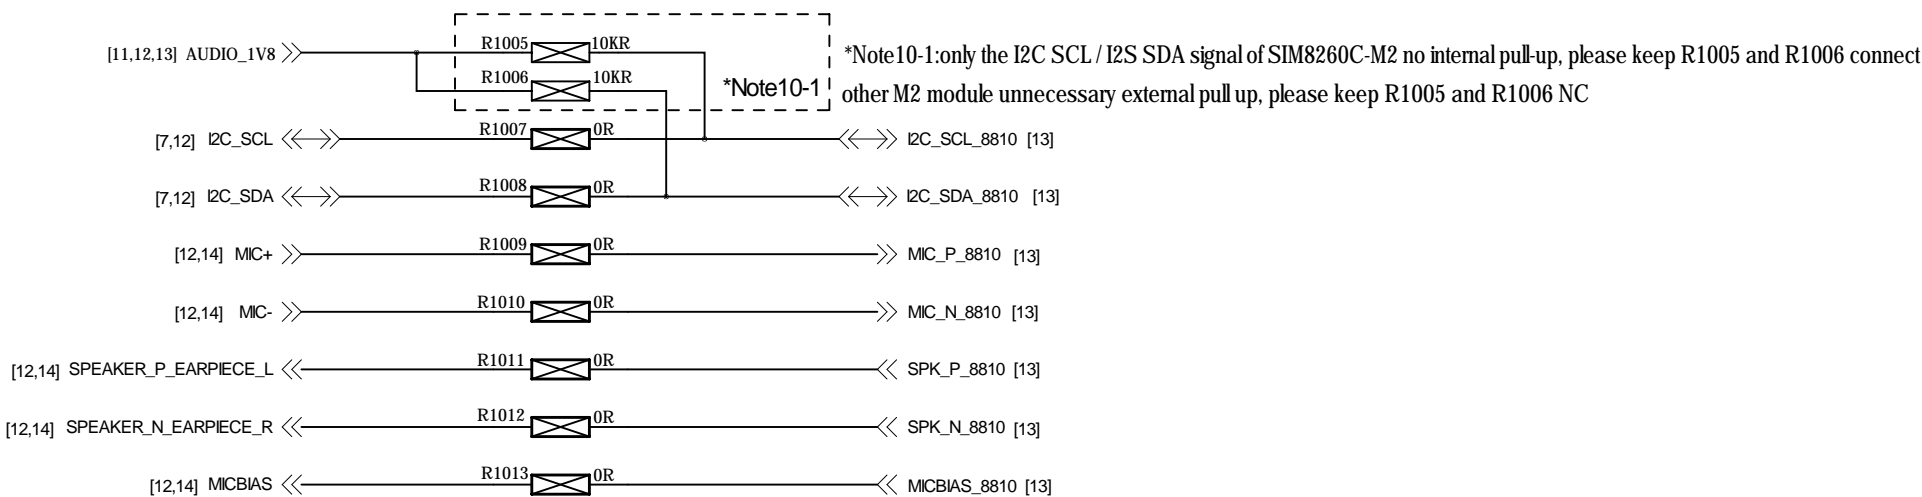 [11,12,13] AUDIO_1V8 R1005 10KR
R1006 10KR
*Note10-1
*Note10-1:only the I2C SCL / I2S SDA signal of SIM8260C-M2 no internal pull-up, please keep R1005 and R1006 connect
other M2 module unnecessary external pull up, please keep R1005 and R1006 NC
[7,12] I2C_SCL R1007 0R I2C_SCL_8810 [13]
[7,12] I2C_SDA R1008 0R I2C_SDA_8810 [13]
[12,14] MIC+ R1009 0R MIC_P_8810 [13]
[12,14] MIC- R1010 0R MIC_N_8810 [13]
[12,14] SPEAKER_P_EARPIECE_L R1011 0R SPK_P_8810 [13]
[12,14] SPEAKER_N_EARPIECE_R R1012 0R SPK_N_8810 [13]
[12,14] MICBIAS R1013 0R MICBIAS_8810 [13]